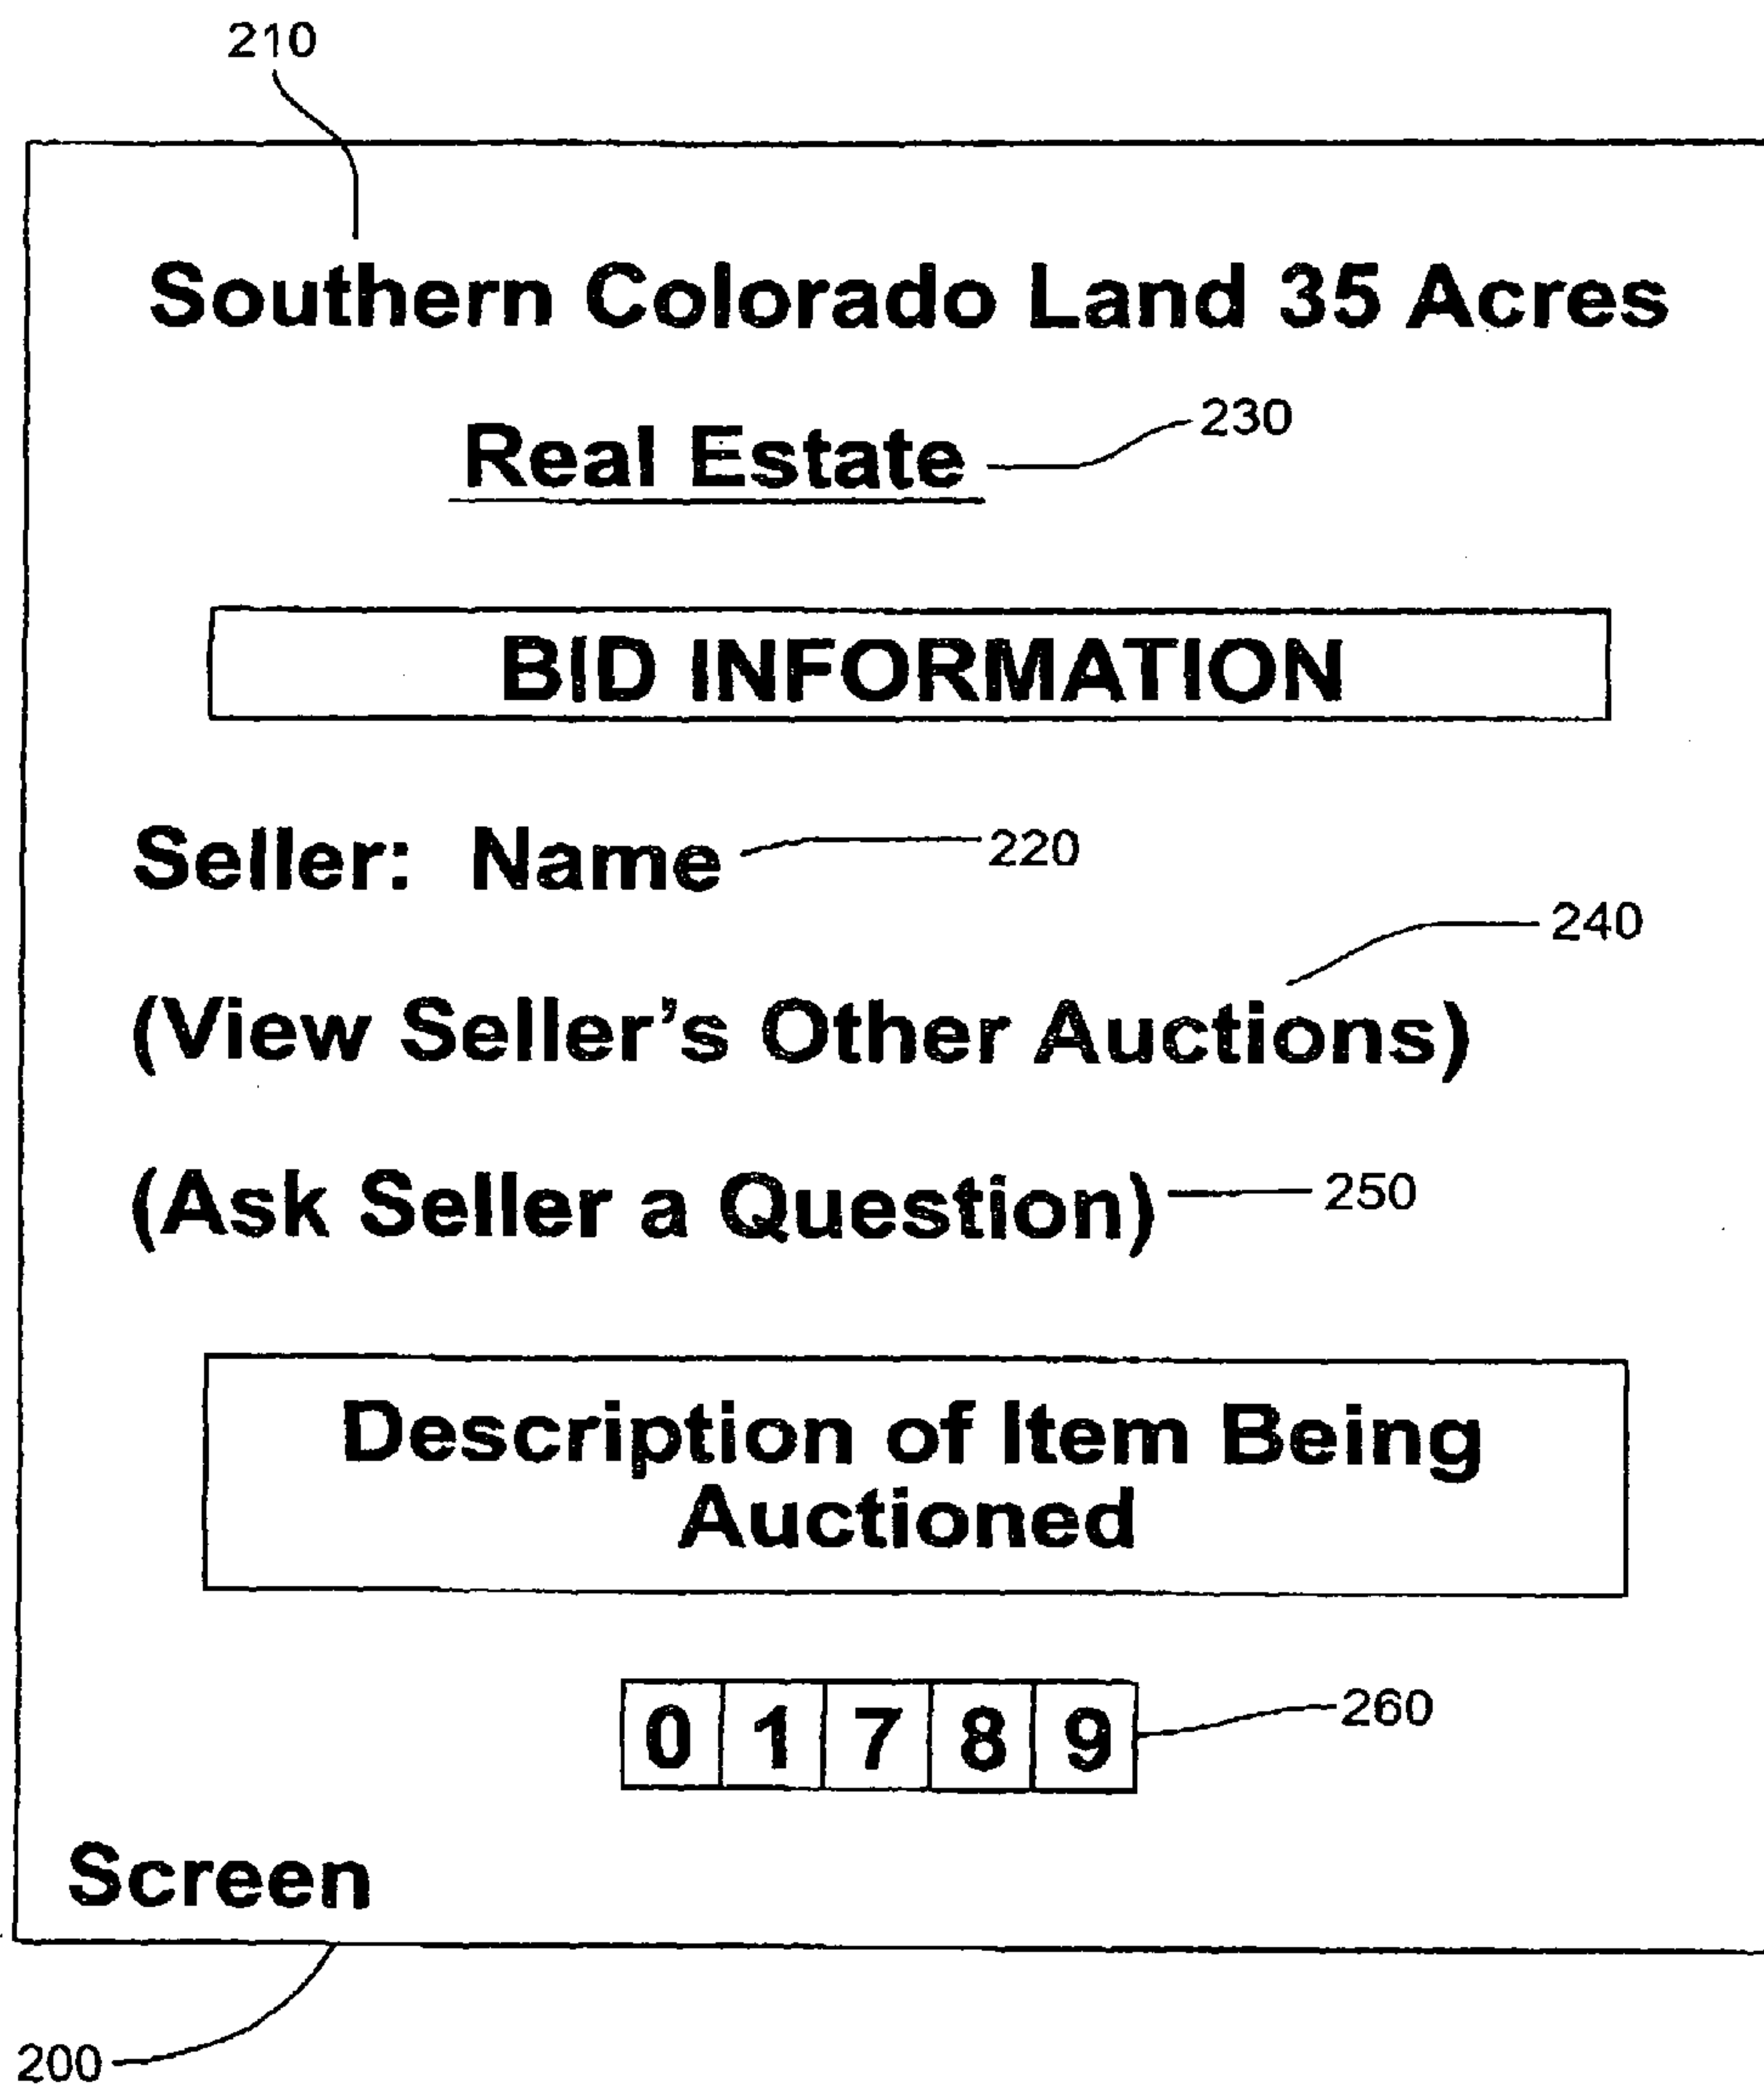 210
Southern Colorado Land 35 Acres
Real Estate 230
BID INFORMATION
Seller: Name 220
240
(View Seller's Other Auctions)
(Ask Seller a Question) 250
Description of Item Being
Auctioned
0 1 7 8 9 260
Screen
200